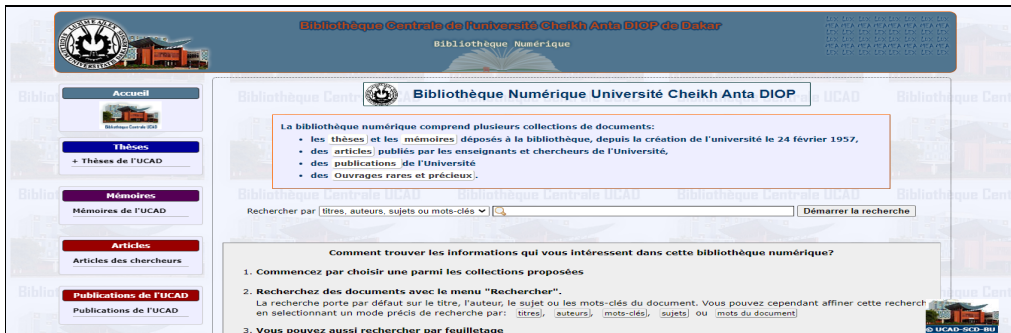 Bibliothèque Centrale de l'université Cheikh Anta DIOP de Dakar
Bibliothèque Numérique
Accueil
Bibliothèque Centrale UCAD
Thèses
+ Thèses de l'UCAD
Mémoires
Mémoires de l'UCAD
Articles
Articles des chercheurs
Publications de l'UCAD
Publications de l'UCAD
Bibliothèque Numérique Université Cheikh Anta DIOP
La bibliothèque numérique comprend plusieurs collections de documents:
• les thèses et les mémoires déposés à la bibliothèque, depuis la création de l'université le 24 février 1957,
• des articles publiés par les enseignants et chercheurs de l'Université,
• des publications de l'Université
• des Ouvrages rares et précieux.
Rechercher par titres, auteurs, sujets ou mots-clés Démarrer la recherche
Comment trouver les informations qui vous intéressent dans cette bibliothèque numérique?
1. Commencez par choisir une parmi les collections proposées
2. Recherchez des documents avec le menu "Rechercher".
La recherche porte par défaut sur le titre, l'auteur, le sujet ou les mots-clés du document. Vous pouvez cependant affiner cette recherch
en selectionnant un mode précis de recherche par: titres, auteurs, mots-clés, sujets ou mots du document
3. Vous pouvez aussi rechercher par feuilletage
© UCAD-SCD-BU